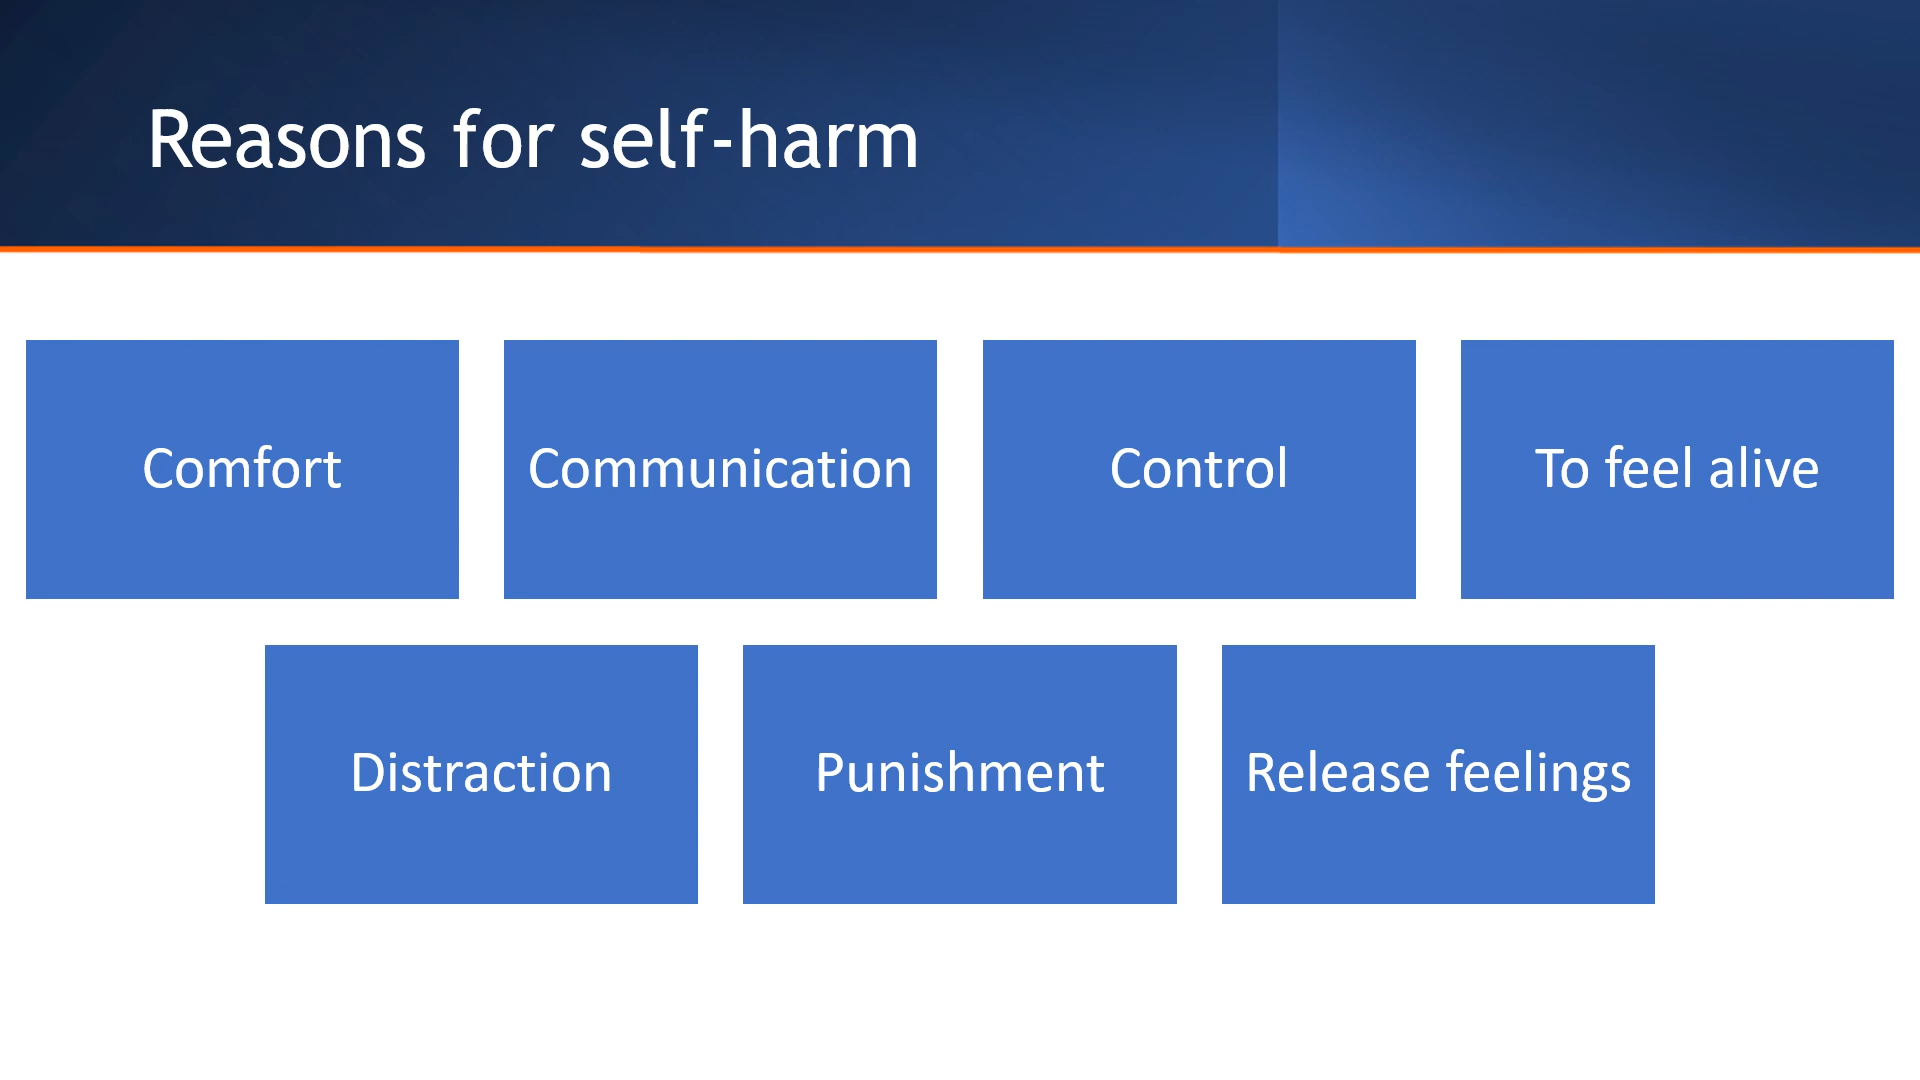 Reasons for self-harm
Comfort
Communication
Control
To feel alive
Distraction
Punishment
Release feelings